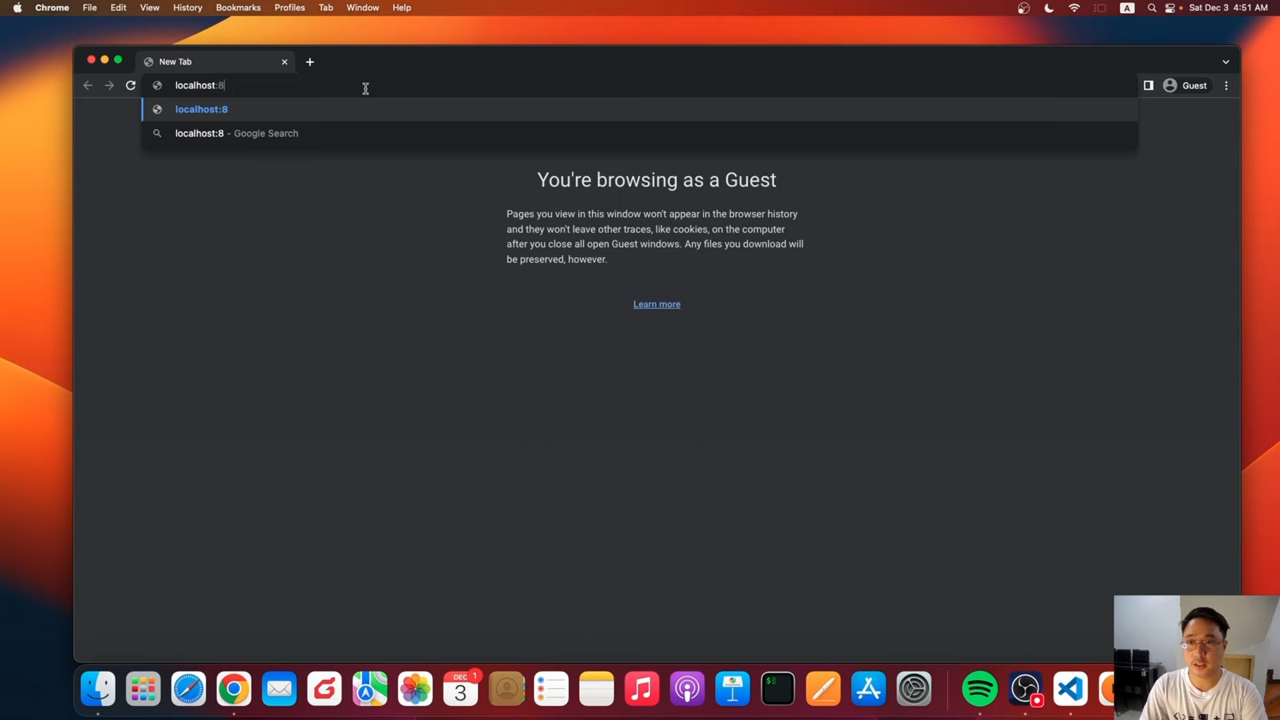 Chrome File Edit View History Bookmarks Profiles Tab Window Help A Sat Dec 3 4:51 AM
New Tab
localhost:8 Guest
localhost:8
localhost:8 - Google Search
You're browsing as a Guest
Pages you view in this window won't appear in the browser history
and they won't leave other traces, like cookies, on the computer
after you close all open Guest windows. Any files you download will
be preserved, however.
Learn more
DEC 1
3
$